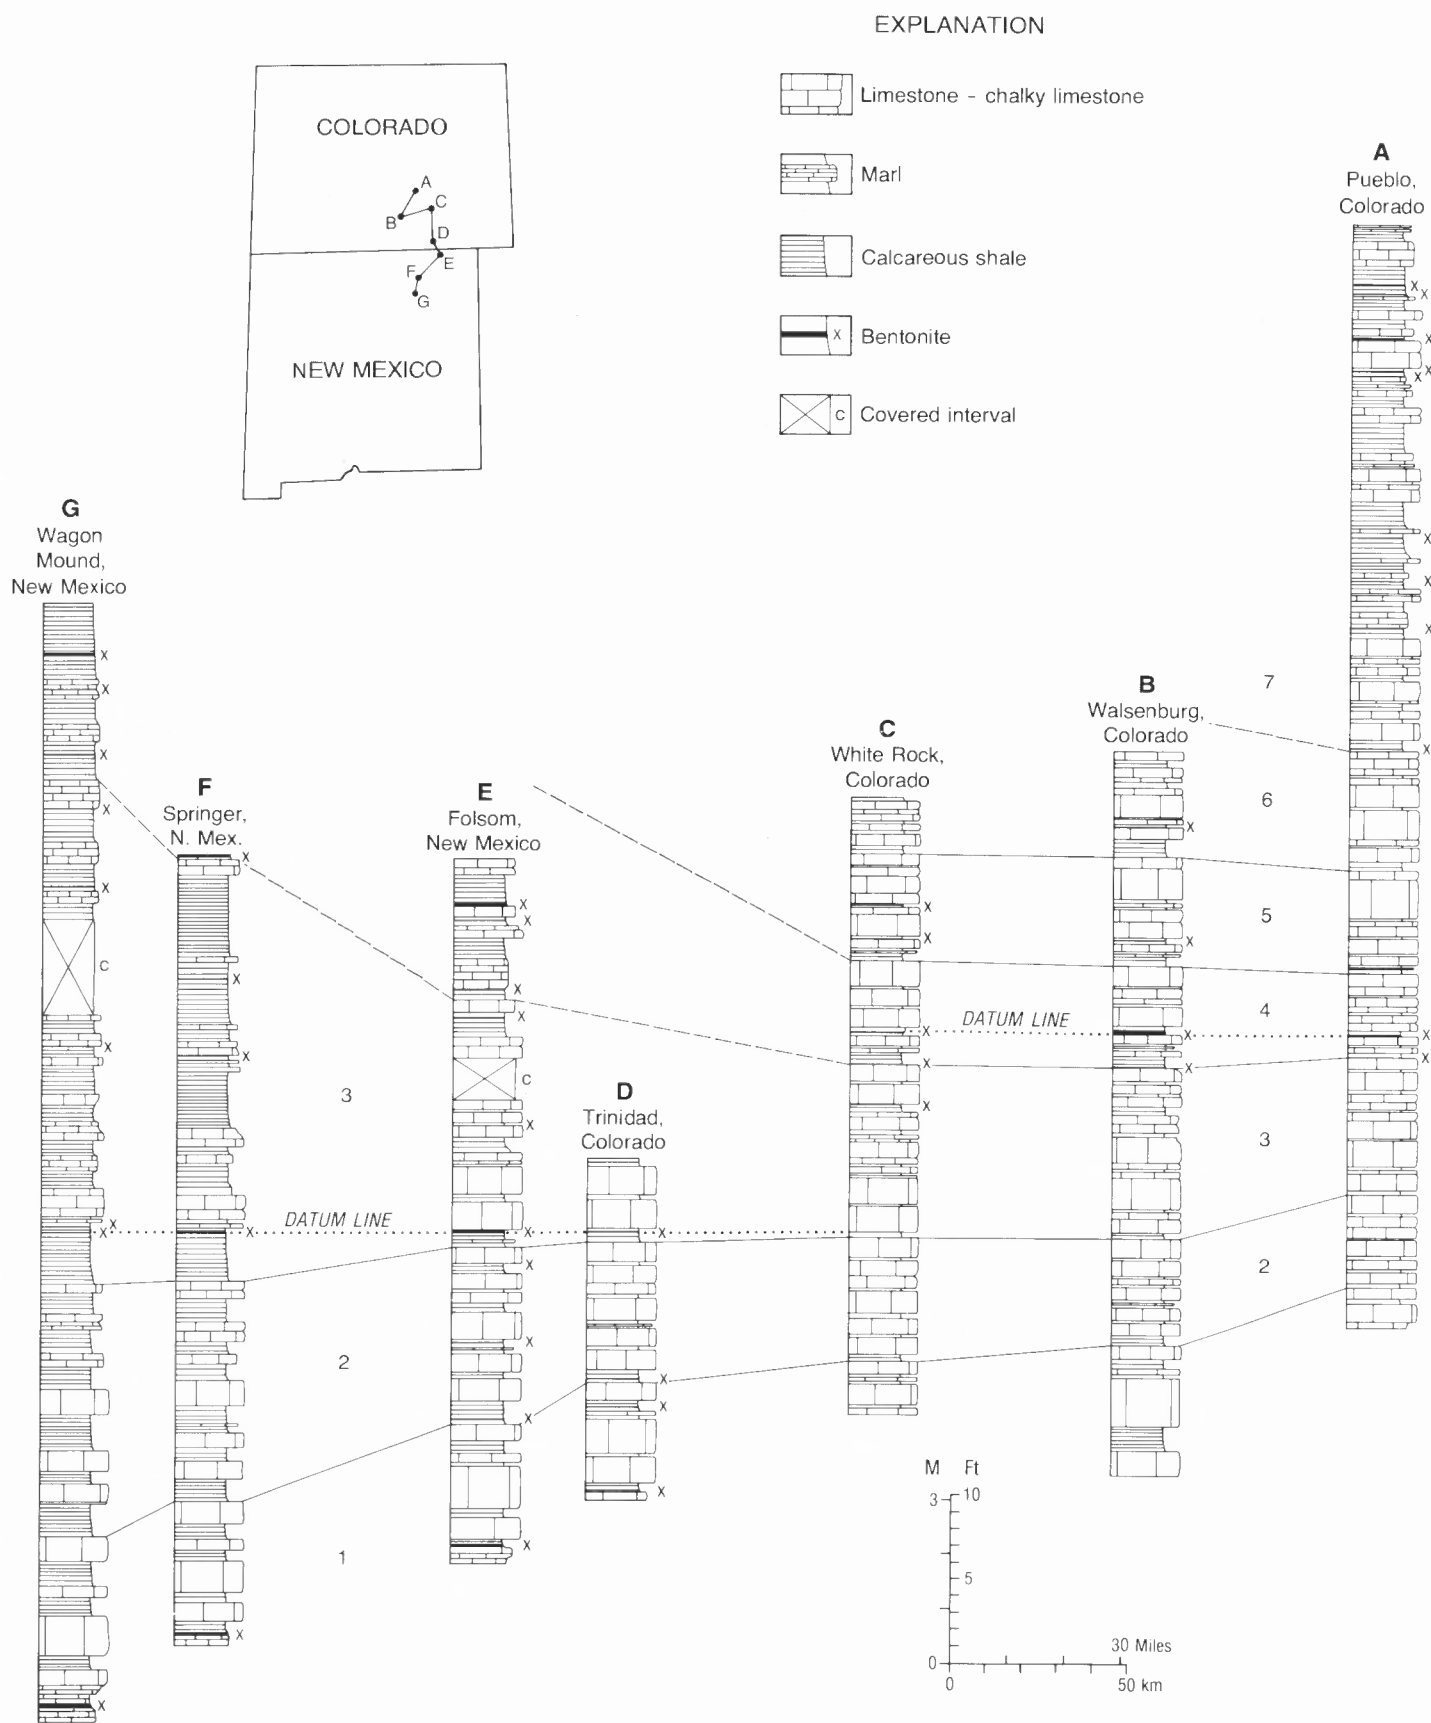 EXPLANATION
Limestone - chalky limestone
Marl
Calcareous shale
X
Bentonite
C
Covered interval
COLORADO
A
C
B
D
E
F
G
NEW MEXICO
A
Pueblo,
Colorado
X
X
X
X
X
X
X
X
X
X
X
G
Wagon
Mound,
New Mexico
X
X
X
X
X
C
X
X
X
X
F
Springer,
N. Mex.
X
X
X
X
X
E
Folsom,
New Mexico
X
X
X
X
C
X
X
X
X
X
X
D
Trinidad,
Colorado
X
X
X
X
C
White Rock,
Colorado
X
X
X
X
X
B
Walsenburg,
Colorado
X
X
X
X
7
6
5
4
3
2
DATUM LINE
3
DATUM LINE
2
1
M Ft
3 10
5
0
30 Miles
0 50 km